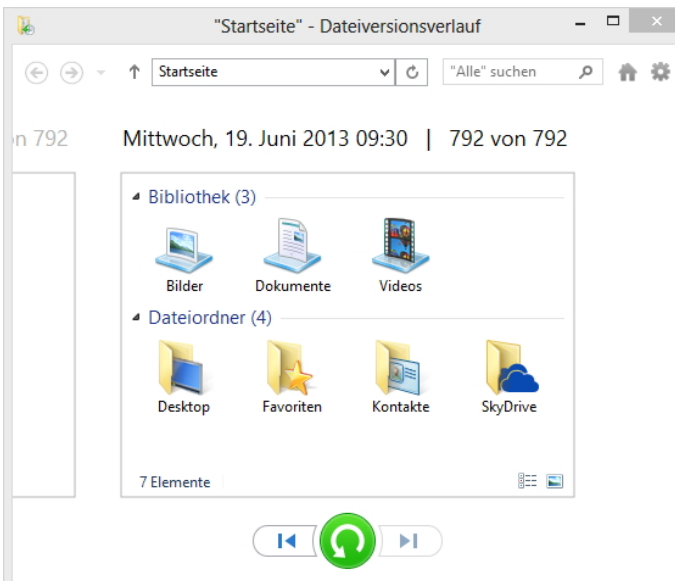 "Startseite" - Dateiversionsverlauf
Startseite
"Alle" suchen
on 792
Mittwoch, 19. Juni 2013 09:30 | 792 von 792
Bibliothek (3)
Bilder Dokumente Videos
Dateiordner (4)
Desktop Favoriten Kontakte SkyDrive
7 Elemente